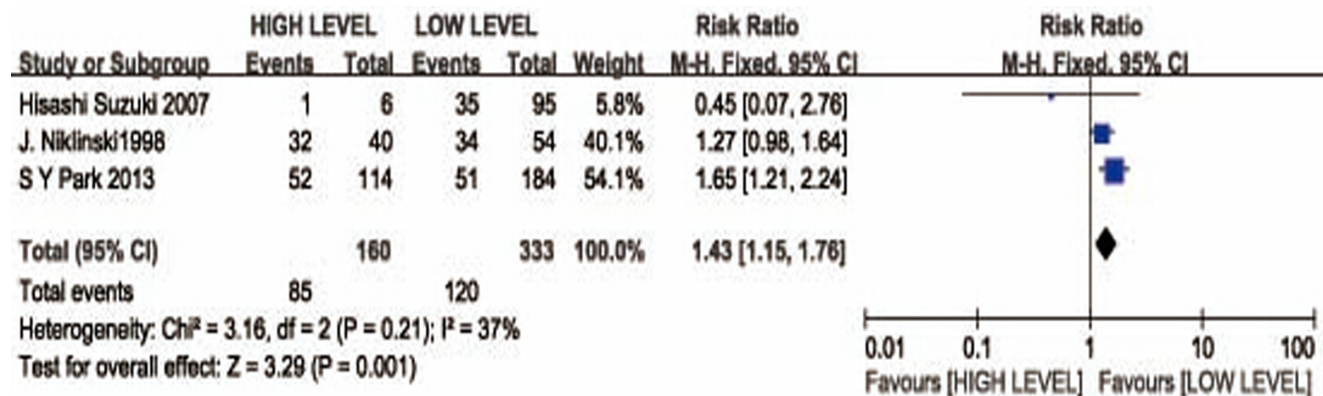 HIGH LEVEL LOW LEVEL Risk Ratio Risk Ratio
Study or Subgroup Events Total Events Total Weight M-H, Fixed, 95% CI M-H, Fixed, 95% CI
Hisashi Suzuki 2007 1 6 35 95 5.8% 0.45 [0.07, 2.76]
J. Niklinski1998 32 40 34 54 40.1% 1.27 [0.98, 1.64]
S Y Park 2013 52 114 51 184 54.1% 1.65 [1.21, 2.24]
Total (95% CI) 160 333 100.0% 1.43 [1.15, 1.76]
Total events 85 120
Heterogeneity: Chi² = 3.16, df = 2 (P = 0.21); I² = 37%
Test for overall effect: Z = 3.29 (P = 0.001)
0.01 0.1 1 10 100
Favours [HIGH LEVEL] Favours [LOW LEVEL]